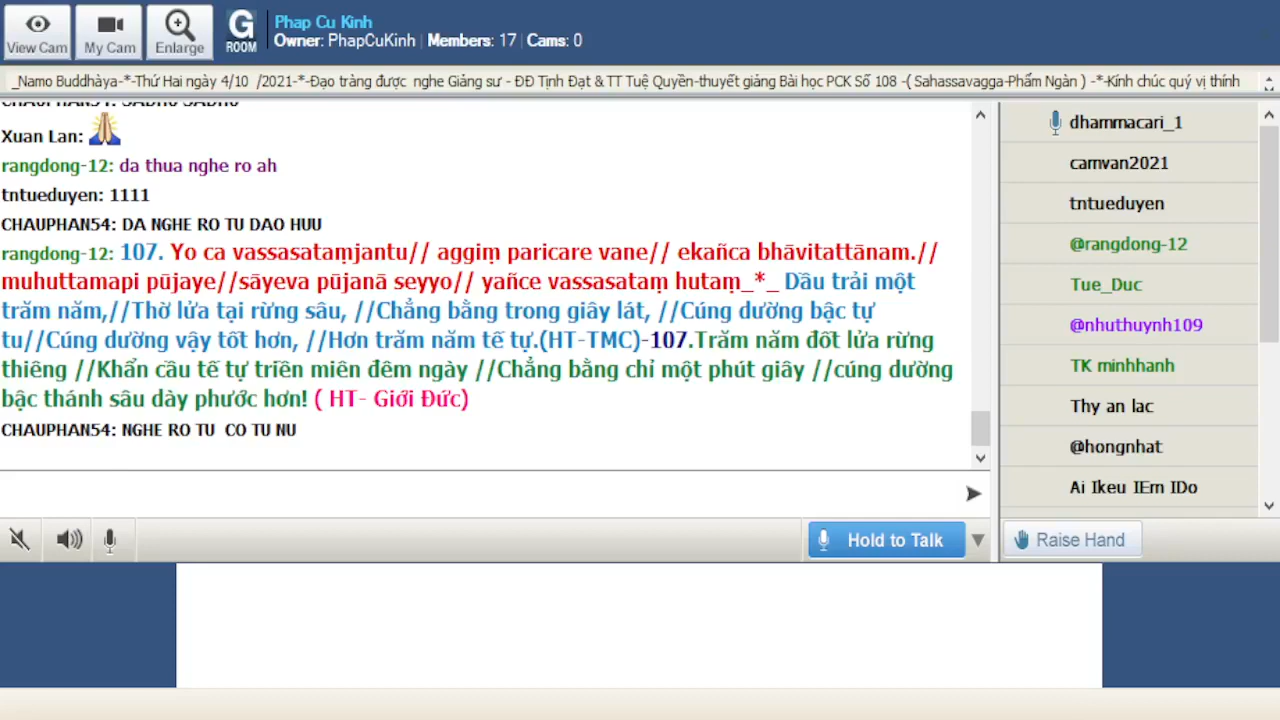 View Cam
My Cam
Enlarge
G
ROOM
Phap Cu Kinh
Owner: PhapCuKinh | Members: 17 | Cams: 0
_Namo Buddhàya-*-Thứ Hai ngày 4/10 /2021-*-Đạo tràng được nghe Giảng sư - ĐĐ Tịnh Đạt & TT Tuệ Quyền-thuyết giảng Bài học PCK Số 108 -( Sahassavagga-Phẩm Ngàn ) -*-Kính chúc quý vị thính
CHAUPHAN54: SADHU SADHU
Xuan Lan:
rangdong-12: da thua nghe ro ah
tntueduyen: 1111
CHAUPHAN54: DA NGHE RO TU DAO HUU
rangdong-12: 107. Yo ca vassasataṃjantu// aggiṃ paricare vane// ekañca bhāvitattānam.//
muhuttamapi pūjaye//sāyeva pūjanā seyyo// yañce vassasataṃ hutaṃ_*_ Dầu trải một
trăm năm,//Thờ lửa tại rừng sâu, //Chẳng bằng trong giây lát, //Cúng dường bậc tự
tu//Cúng dường vậy tốt hơn, //Hơn trăm năm tế tự.(HT-TMC)-107.Trăm năm đốt lửa rừng
thiêng //Khẩn cầu tế tự triền miên đêm ngày //Chẳng bằng chỉ một phút giây //cúng dường
bậc thánh sâu dày phước hơn! ( HT- Giới Đức)
CHAUPHAN54: NGHE RO TU CO TU NU
dhammacari_1
camvan2021
tntueduyen
@rangdong-12
Tue_Duc
@nhuthuynh109
TK minhhanh
Thy an lac
@hongnhat
Ai Ikeu IEm IDo
Hold to Talk
Raise Hand